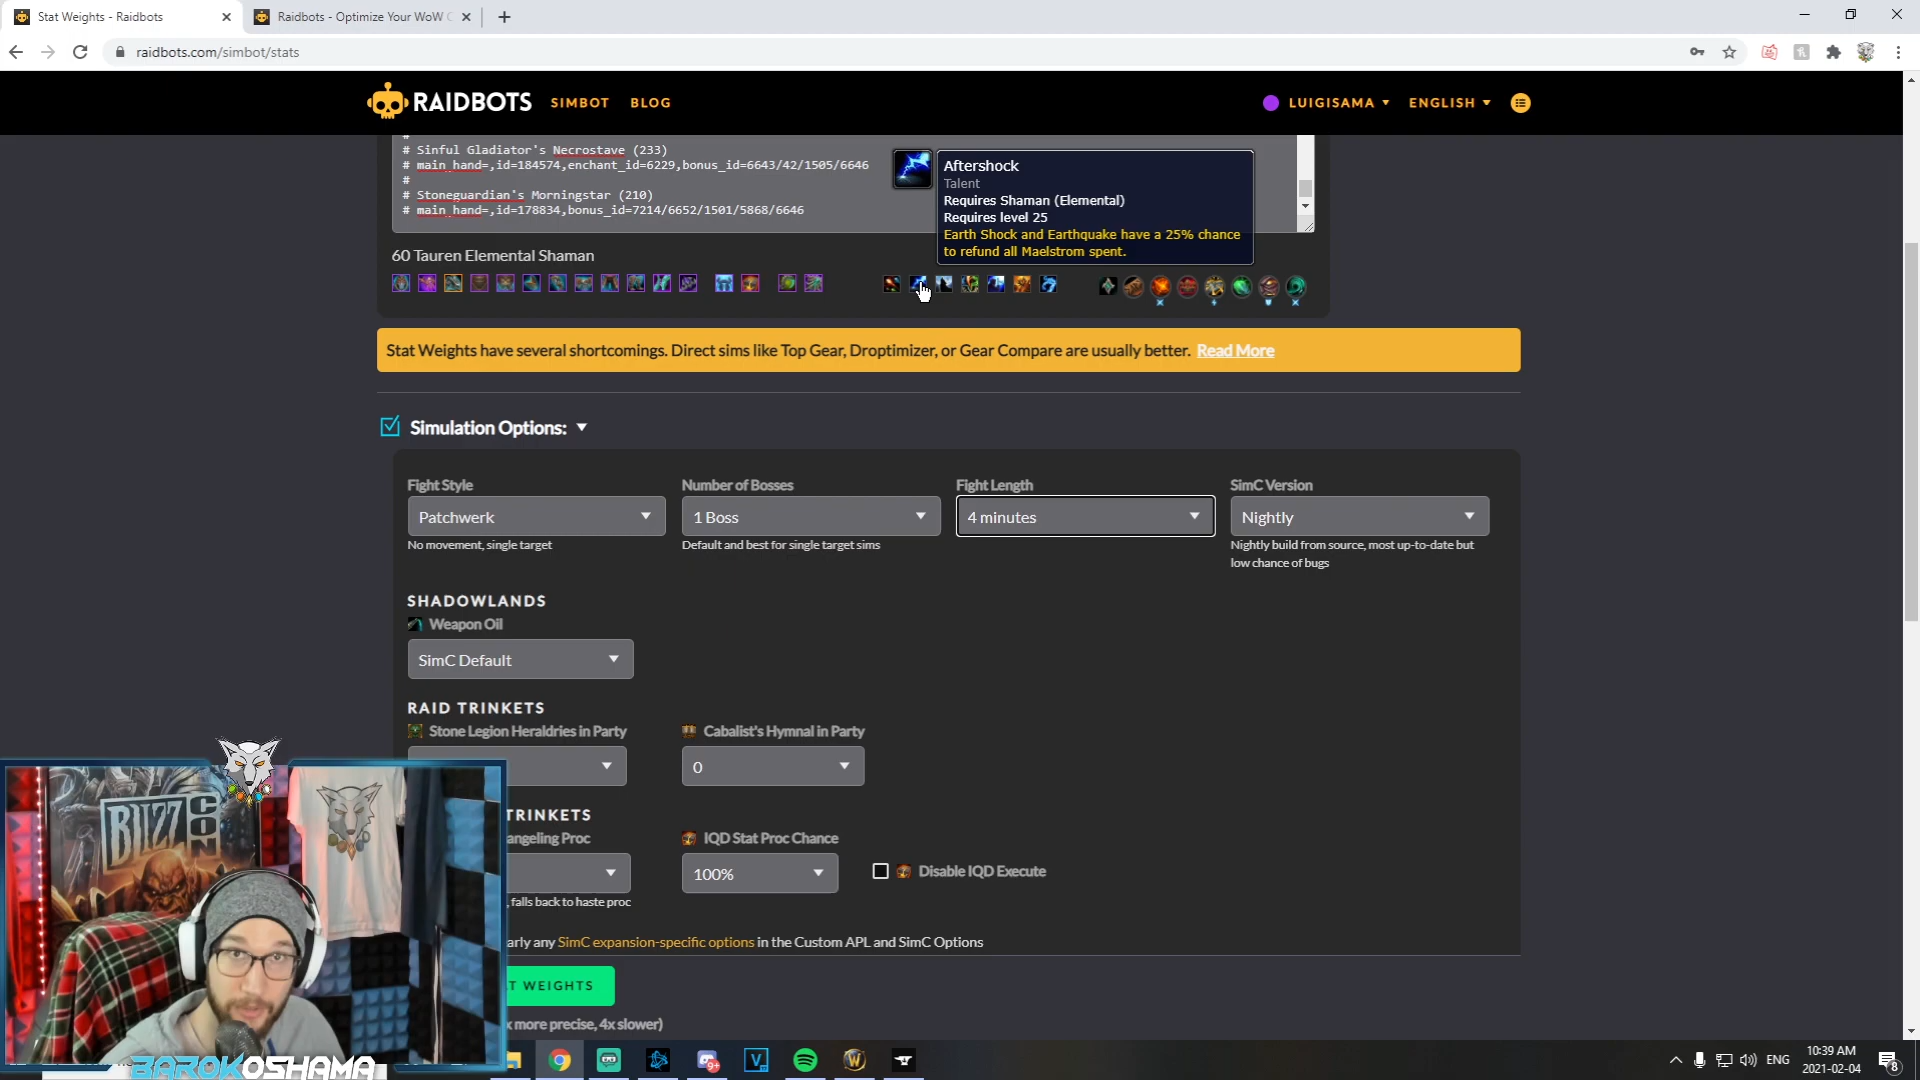 Stat Weights - Raidbots
Raidbots - Optimize Your WoW C
raidbots.com/simbot/stats
RAIDBOTS
SIMBOT
BLOG
LUIGISAMA
ENGLISH
#
# Sinful Gladiator's Necrostave (233)
# main_hand=,id=184574,enchant_id=6229,bonus_id=6643/42/1505/6646
#
# Stoneguardian's Morningstar (210)
# main_hand=,id=178834,bonus_id=7214/6652/1501/5868/6646
Aftershock
Talent
Requires Shaman (Elemental)
Requires level 25
Earth Shock and Earthquake have a 25% chance
to refund all Maelstrom spent.
60 Tauren Elemental Shaman
Stat Weights have several shortcomings. Direct sims like Top Gear, Droptimizer, or Gear Compare are usually better. Read More
Simulation Options:
Fight Style
Number of Bosses
Fight Length
SimC Version
Patchwerk
1 Boss
4 minutes
Nightly
No movement, single target
Default and best for single target sims
Nightly build from source, most up-to-date but
low chance of bugs
SHADOWLANDS
Weapon Oil
SimC Default
RAID TRINKETS
Stone Legion Heraldries in Party
Cabalist's Hymnal in Party
0
TRINKETS
angeling Proc
IQD Stat Proc Chance
100%
Disable IQD Execute
, falls back to haste proc
arly any SimC expansion-specific options in the Custom APL and SimC Options
T WEIGHTS
x more precise, 4x slower)
BLIZZ
CON
BAROKOSHAMA
9+
V
ENG
10:39 AM
2021-02-04
8